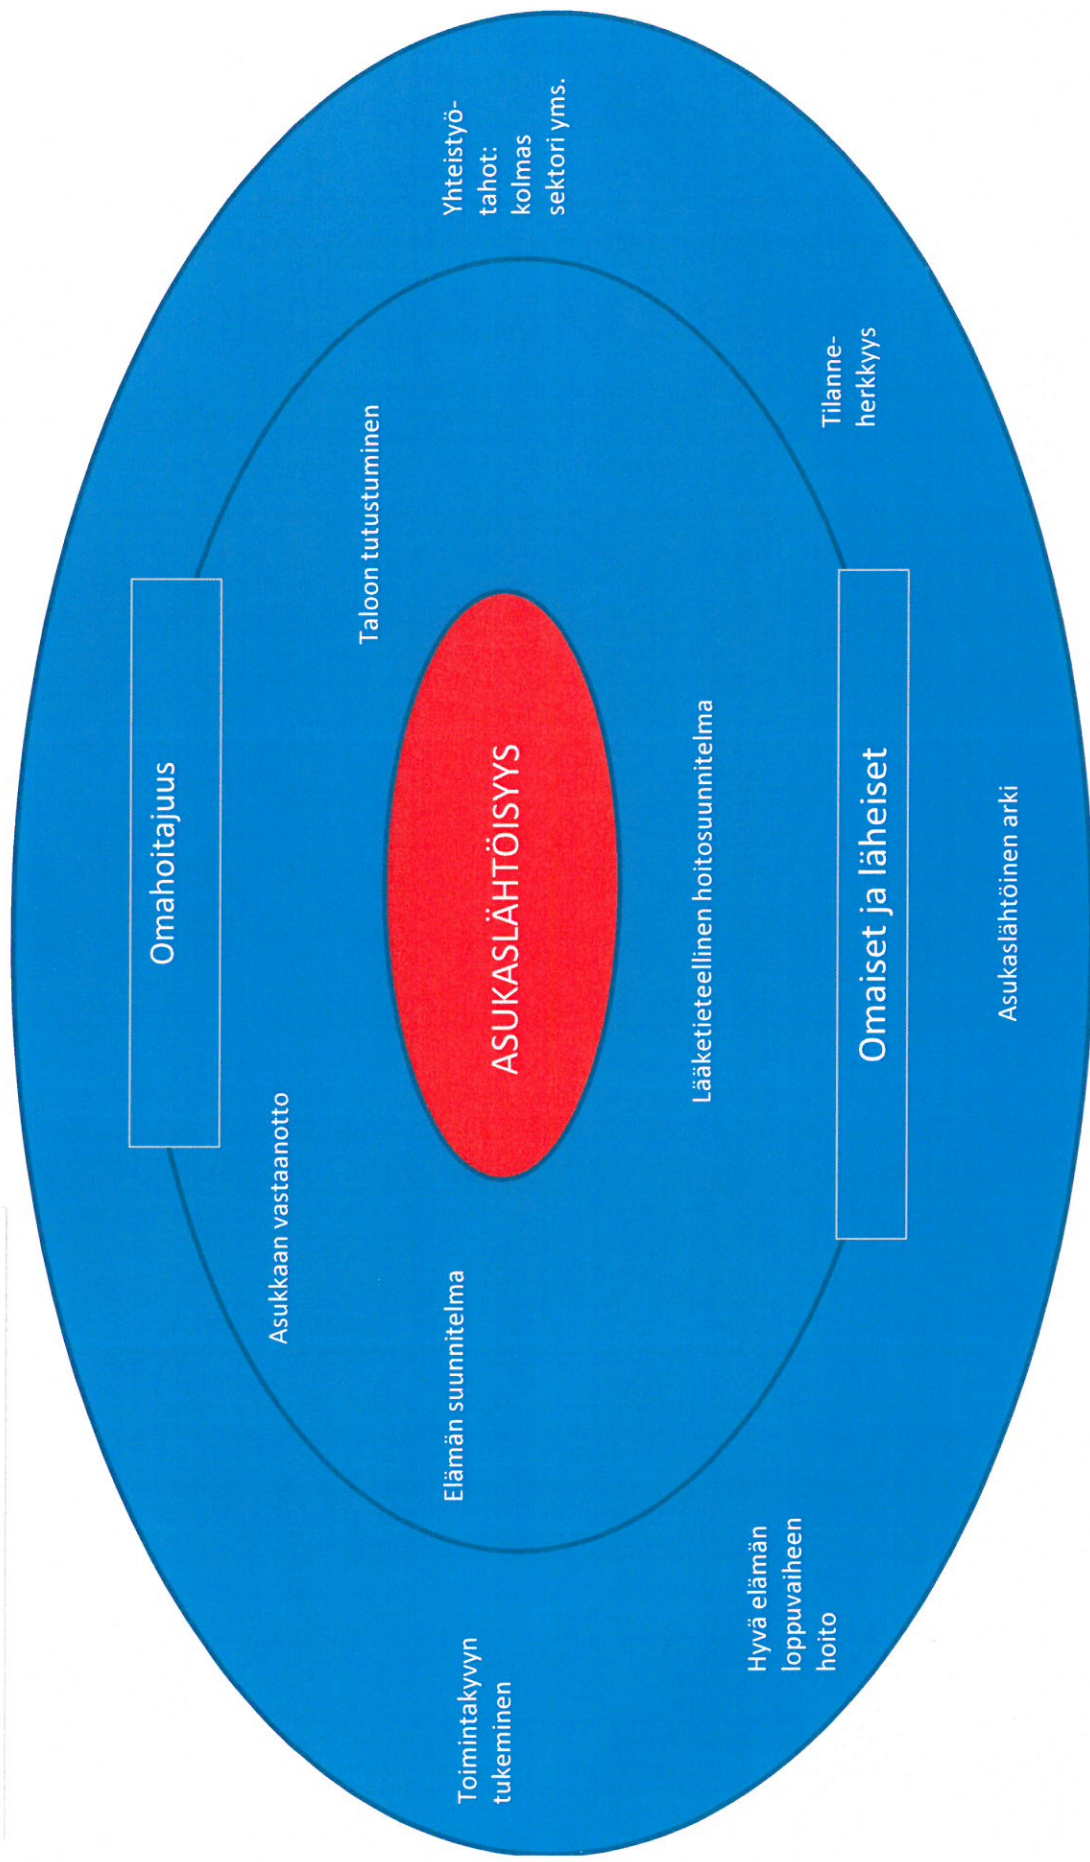 Omahoitajuus
Asukkaan vastaanotto
Taloon tutustuminen
Elämän suunnitelma
ASUKASLÄHTÖISYYS
Yhteistyö-
tahot:
kolmas
sektori yms.
Toimintakyvyn
tukeminen
Lääketieteellinen hoitosuunnitelma
Hyvä elämän
loppuvaiheen
hoito
Omaiset ja läheiset
Tilanne-
herkkyys
Asukaslähtöinen arki